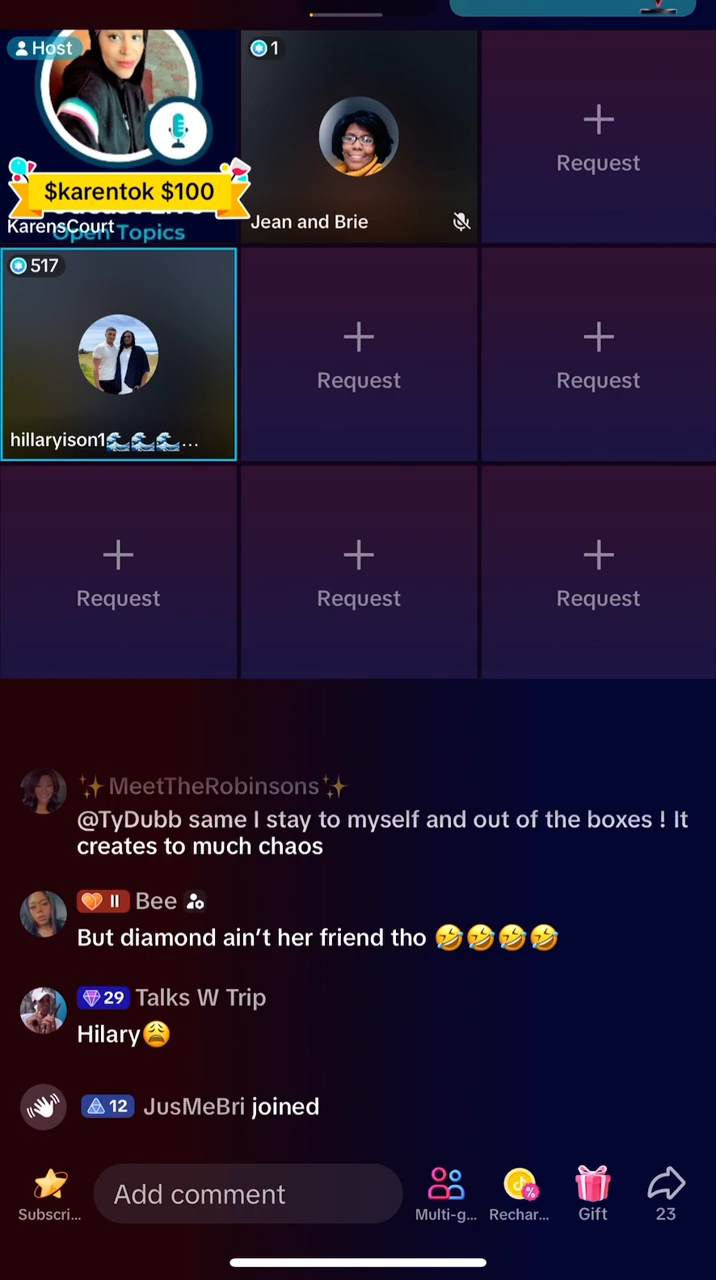 Host
$karentok $100
KarensCourt
Open Topics
1
Jean and Brie
Request
517
hillaryison1🌊🌊🌊...
Request
Request
Request
Request
Request
✨MeetTheRobinsons✨
@TyDubb same I stay to myself and out of the boxes ! It
creates to much chaos
II Bee
But diamond ain’t her friend tho 🤣🤣🤣🤣
29 Talks W Trip
Hilary😩
12 JusMeBri joined
Add comment
Subscri...
Multi-g...
Rechar...
Gift
23